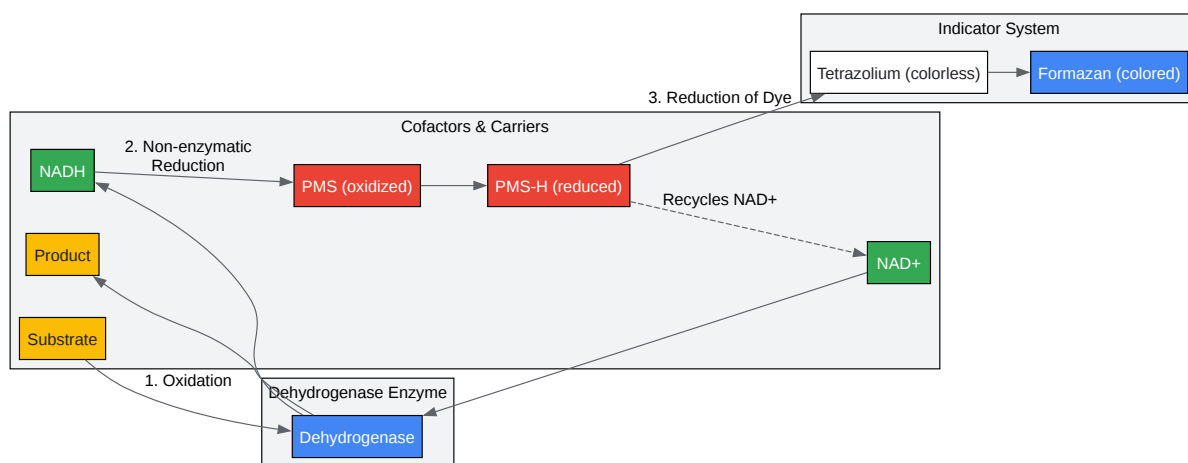 Indicator System
Tetrazolium (colorless)
Formazan (colored)
3. Reduction of Dye
Cofactors & Carriers
2. Non-enzymatic
Reduction
NADH
PMS (oxidized)
PMS-H (reduced)
Recycles NAD+
Product
NAD+
Substrate
1. Oxidation
Dehydrogenase Enzyme
Dehydrogenase